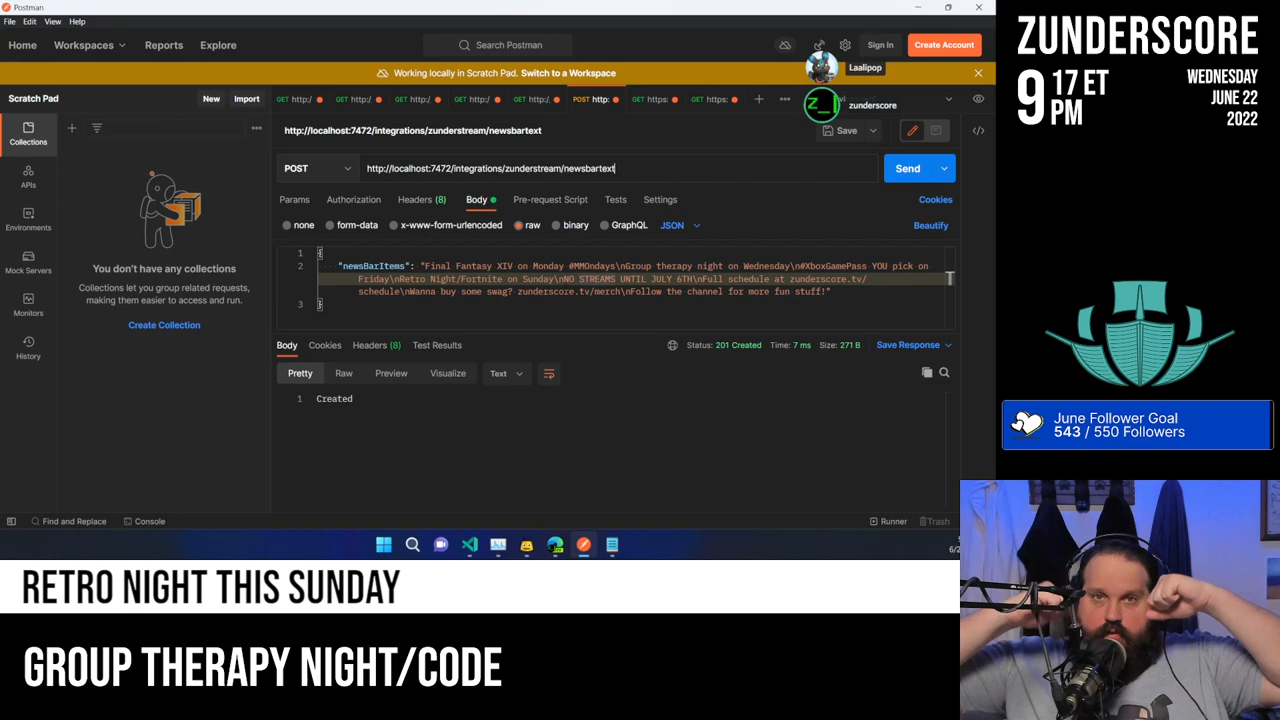 Postman
File Edit View Help
Home Workspaces Reports Explore Search Postman Sign In Create Account
Laalipop
Working locally in Scratch Pad. Switch to a Workspace
Scratch Pad New Import
GET http:/ GET http:/ GET http:/ GET http:/ GET http:/ POST http: GET https: GET https:
zunderscore
http://localhost:7472/integrations/zunderstream/newsbartext Save
POST http://localhost:7472/integrations/zunderstream/newsbartext Send
Params Authorization Headers (8) Body Pre-request Script Tests Settings Cookies
none form-data x-www-form-urlencoded raw binary GraphQL JSON Beautify
1 {
2 "newsBarItems": "Final Fantasy XIV on Monday #MMOndays\nGroup therapy night on Wednesday\n#XboxGamePass YOU pick on
Friday\nRetro Night/Fortnite on Sunday\nNO STREAMS UNTIL JULY 6TH\nFull schedule at zunderscore.tv/
schedule\nWanna buy some swag? zunderscore.tv/merch\nFollow the channel for more fun stuff!"
3 }
Body Cookies Headers (8) Test Results Status: 201 Created Time: 7 ms Size: 271 B Save Response
Pretty Raw Preview Visualize Text
1 Created
Collections
APIs
Environments
Mock Servers
Monitors
History
You don't have any collections
Collections let you group related requests,
making them easier to access and run.
Create Collection
Find and Replace Console Runner Trash
ZUNDERSCORE
9 17 ET
PM
WEDNESDAY
JUNE 22
2022
June Follower Goal
543 / 550 Followers
RETRO NIGHT THIS SUNDAY
GROUP THERAPY NIGHT/CODE